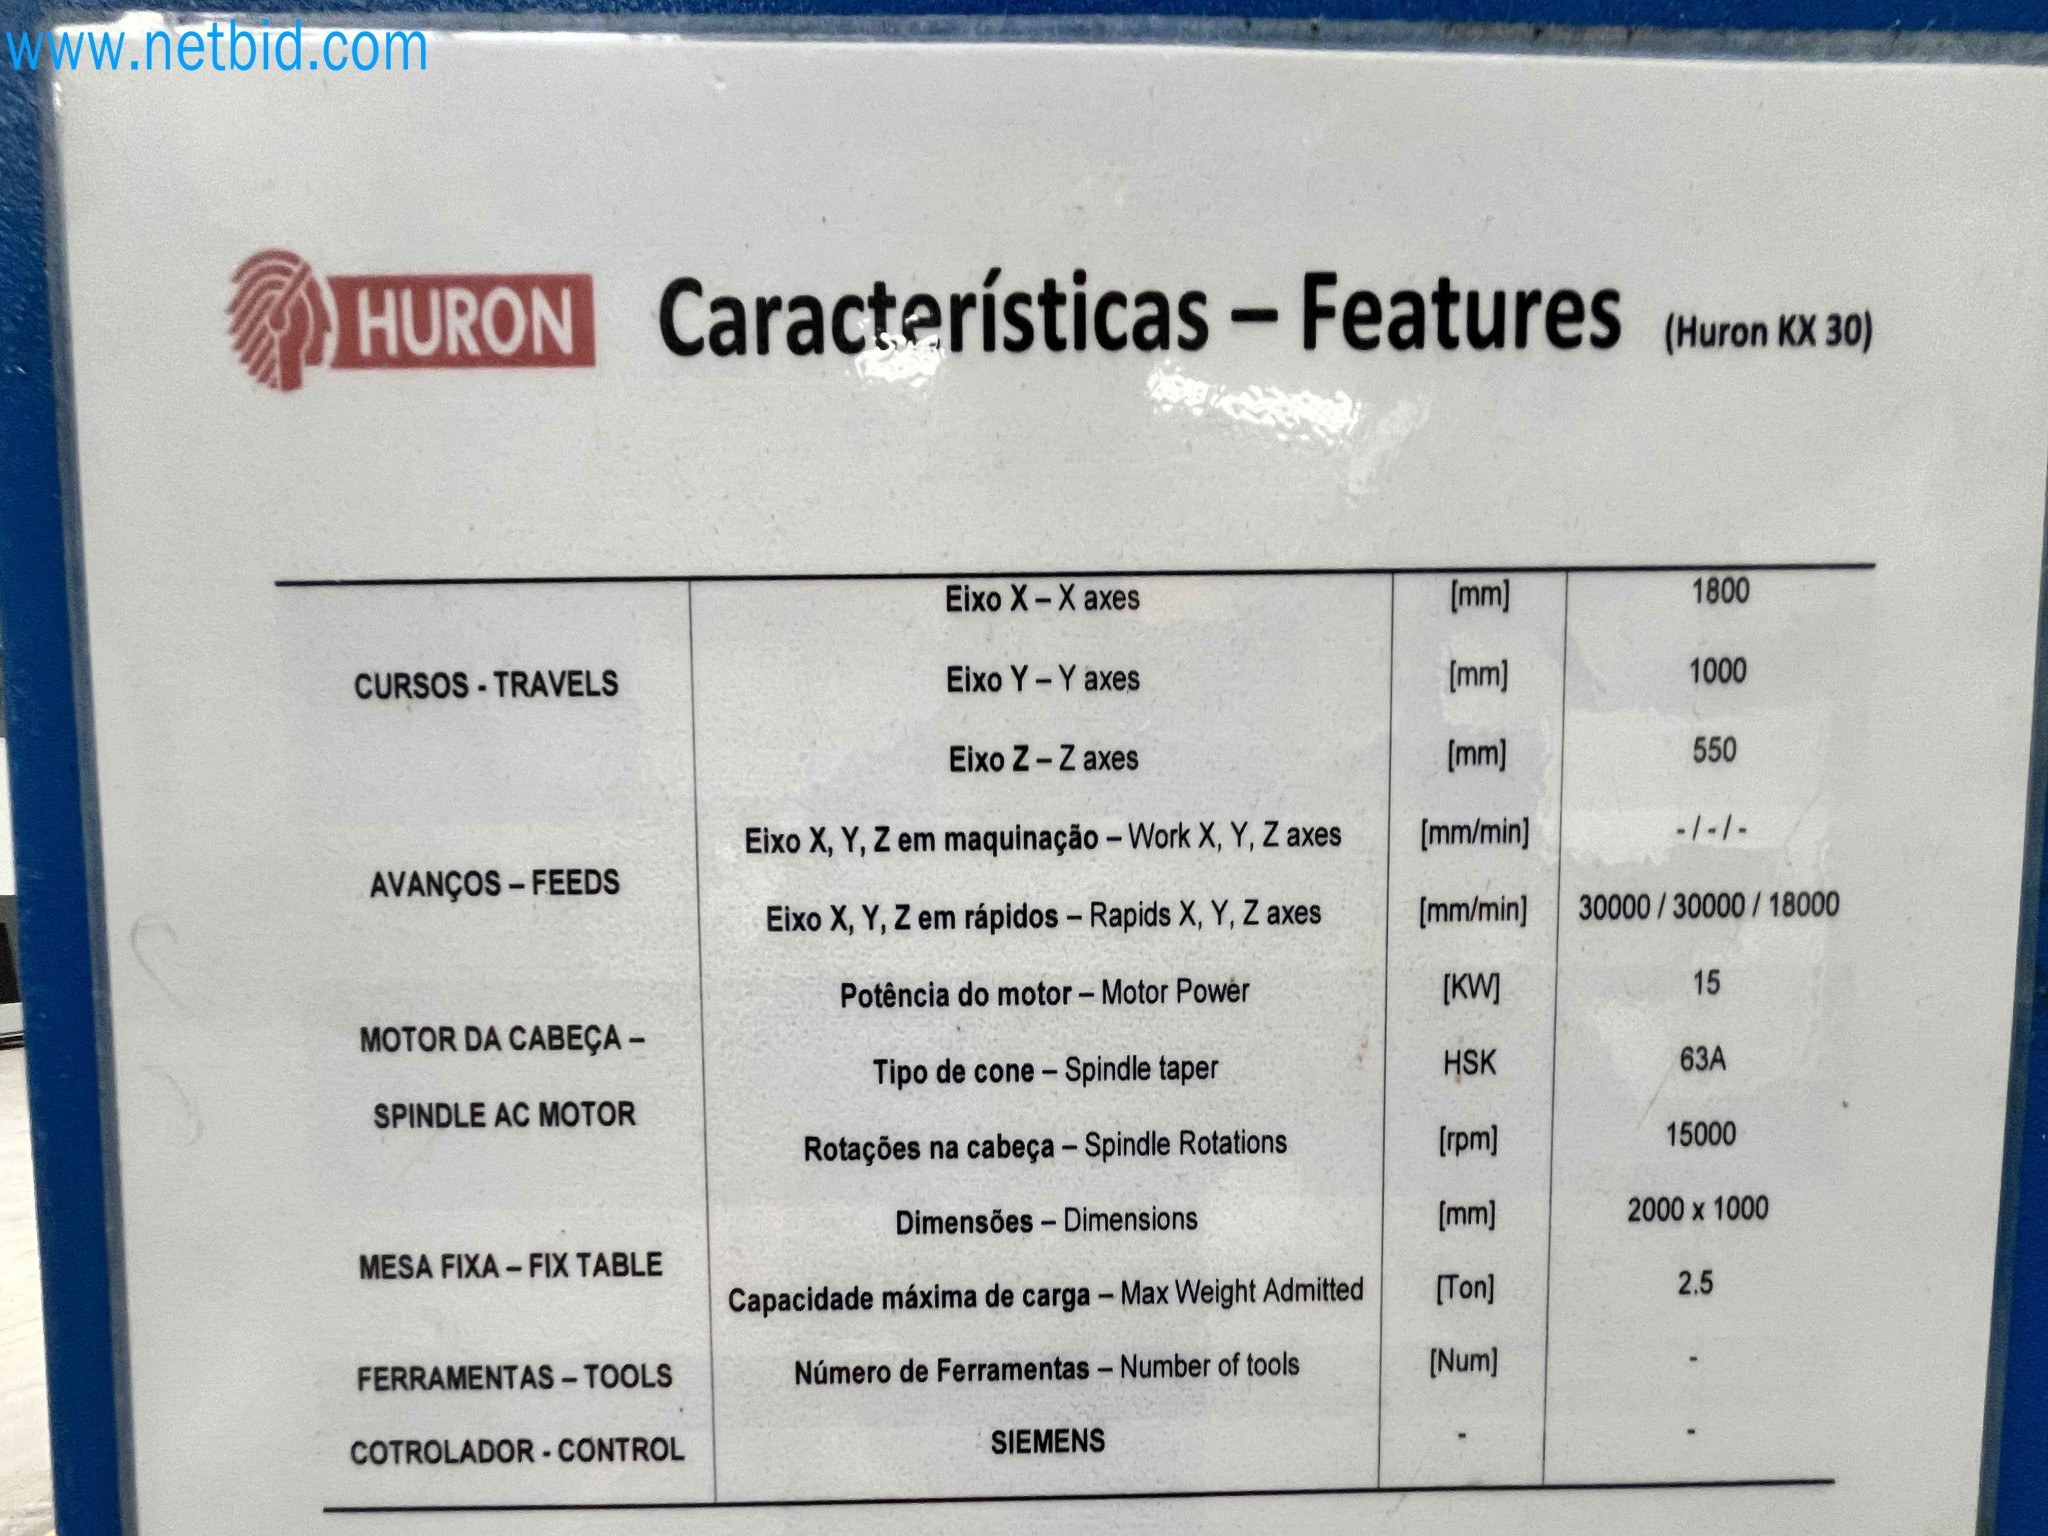 www.netbid.com
HURON Características – Features (Huron KX 30)
Eixo X – X axes [mm] 1800
CURSOS - TRAVELS Eixo Y – Y axes [mm] 1000
Eixo Z – Z axes [mm] 550
Eixo X, Y, Z em maquinação – Work X, Y, Z axes [mm/min] - / - / -
AVANÇOS – FEEDS
Eixo X, Y, Z em rápidos – Rapids X, Y, Z axes [mm/min] 30000 / 30000 / 18000
Potência do motor – Motor Power [KW] 15
MOTOR DA CABEÇA –
Tipo de cone – Spindle taper HSK 63A
SPINDLE AC MOTOR
Rotações na cabeça – Spindle Rotations [rpm] 15000
Dimensões – Dimensions [mm] 2000 x 1000
MESA FIXA – FIX TABLE
Capacidade máxima de carga – Max Weight Admitted [Ton] 2.5
FERRAMENTAS – TOOLS Número de Ferramentas – Number of tools [Num] -
COTROLADOR - CONTROL SIEMENS - -